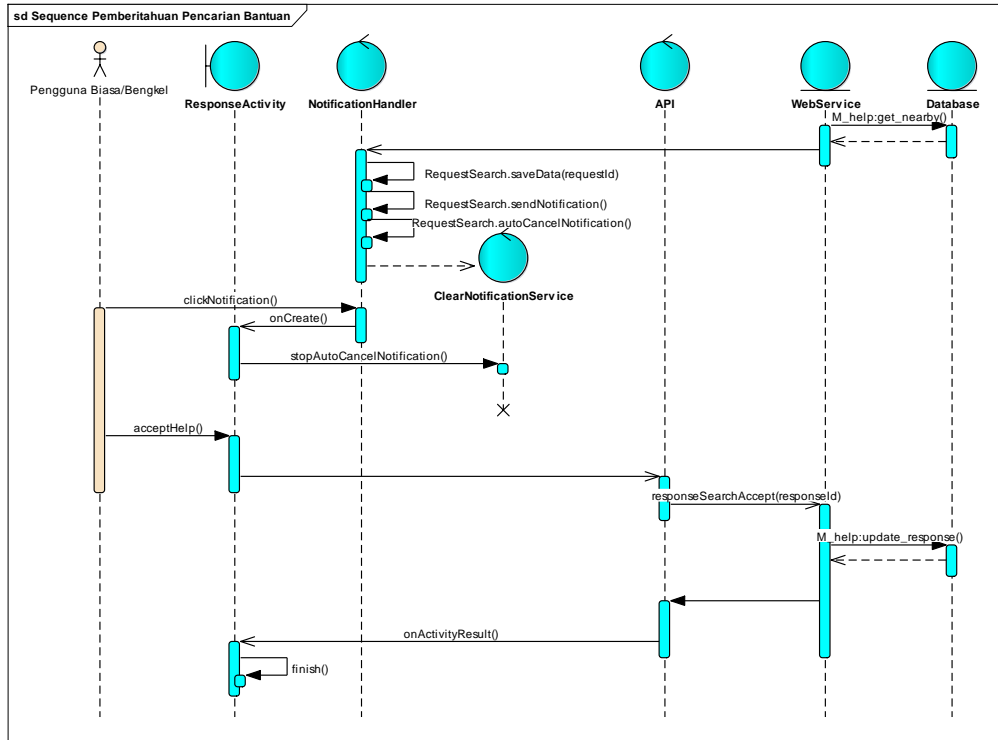 sd Sequence Pemberitahuan Pencarian Bantuan
Pengguna Biasa/Bengkel
ResponseActivity
NotificationHandler
API
WebService
Database
M_help:get_nearby()
RequestSearch.saveData(requestId)
RequestSearch.sendNotification()
RequestSearch.autoCancelNotification()
ClearNotificationService
clickNotification()
onCreate()
stopAutoCancelNotification()
acceptHelp()
responseSearchAccept(responseId)
M_help:update_response()
onActivityResult()
finish()